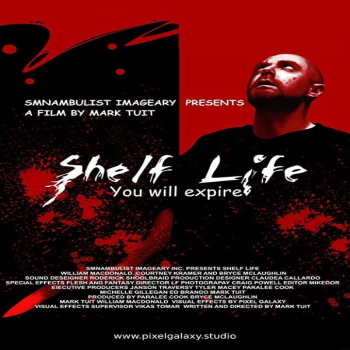 SMNAMBULIST IMAGEARY PRESENTS
A FILM BY MARK TUIT
Shelf Life
You will expire
SMNAMBULIST IMAGEARY INC. PRESENTS SHELF LIFE
WILLIAM MACDONALD. COURTNEY KRAMER AND BRYCE MCLAUGHLIN
SOUND DESEIGNER RODERICK SHOOLBRAID PRODUCTION DESIGNER CLAUDEA GALLARDO
SPECIAL EFFECTS FLESH AND FANTASY DIRECTOR LF PHOTOGRAPAY CRAIG POWELL EDITOR MIKEDOR
EIECUTIVE PRODUCERS JANSON TRAVERSY TYLER MACEY PARALEE COOK
MICHELLE GILLEGAN ED BRANDO MARK TUIT
PRODUCED BY PARALEE COOK BRYCE MCLAUGHLING
MARK TUIT WILLIAM MACDONALD VISUAL EFFECTS BY PIXEL GALAXY
VISUAL EFFECTS SUPERVISOR VIKAS TOMAR WRITTEN AND DIRECTED BY MARK TUIT
www.pixelgalaxy.studio